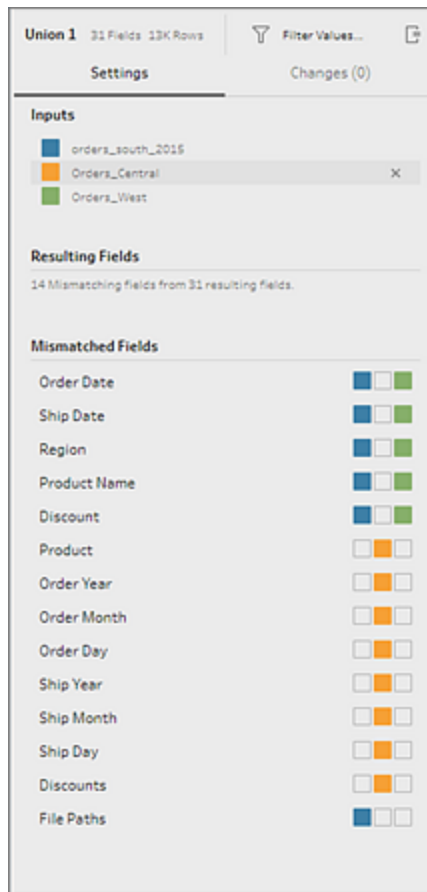 Union 1 31 Fields 13K Rows Filter Values...
Settings Changes (0)
Inputs
orders_south_2015
Orders_Central
Orders_West
Resulting Fields
14 Mismatching fields from 31 resulting fields.
Mismatched Fields
Order Date
Ship Date
Region
Product Name
Discount
Product
Order Year
Order Month
Order Day
Ship Year
Ship Month
Ship Day
Discounts
File Paths